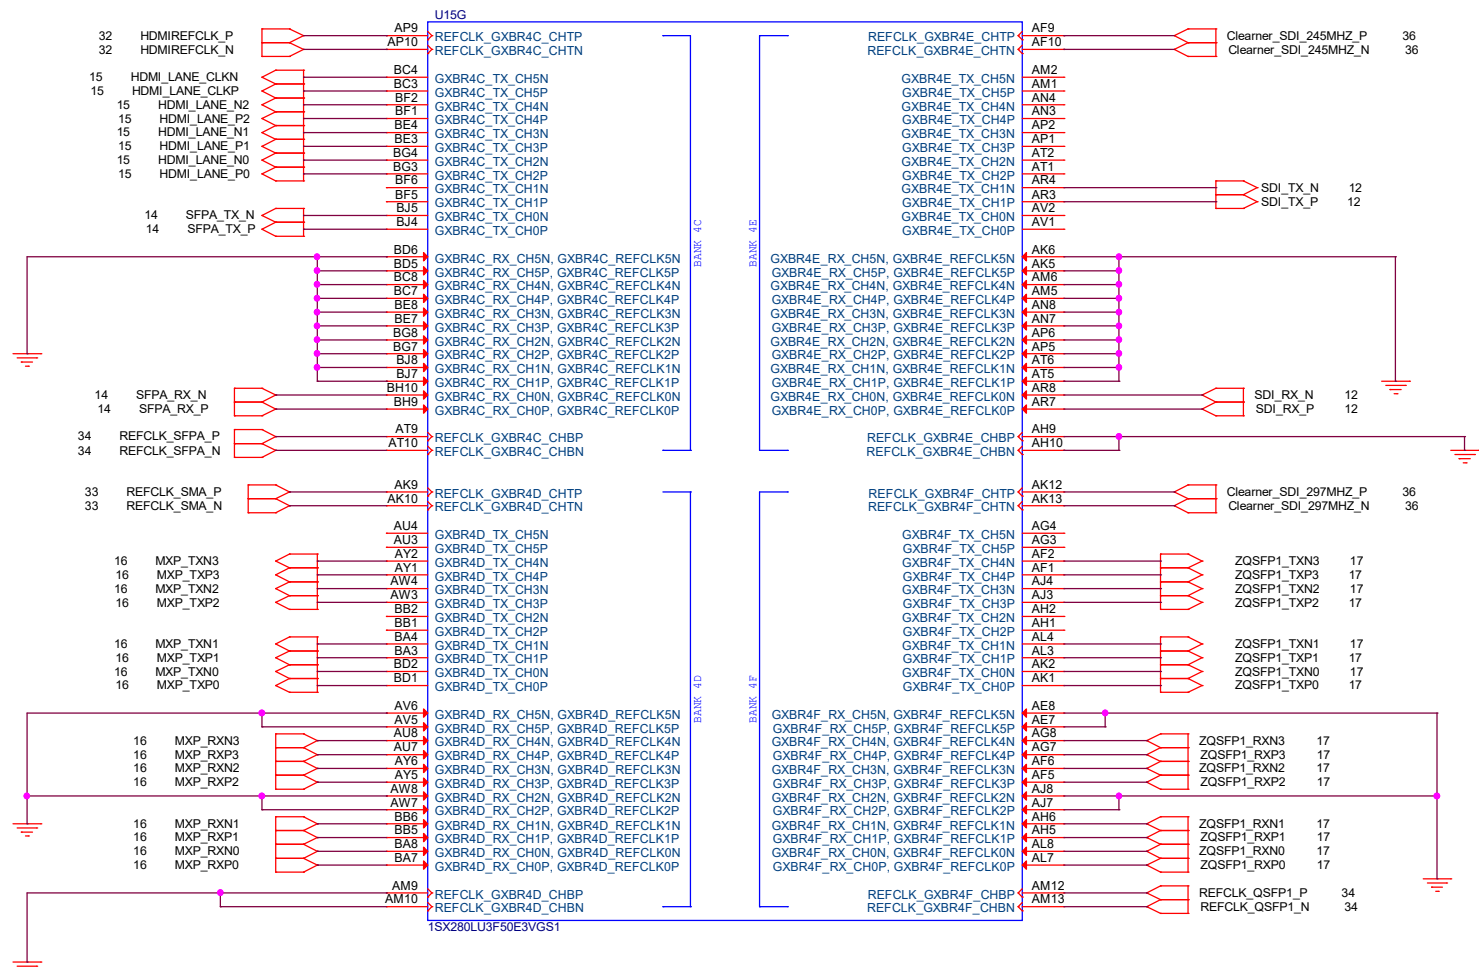 U15G
32 HDMIREFCLK_P AP9 REFCLK_GXBR4C_CHTP REFCLK_GXBR4E_CHTP AF9 Clearner_SDI_245MHZ_P 36
32 HDMIREFCLK_N AP10 REFCLK_GXBR4C_CHTN REFCLK_GXBR4E_CHTN AF10 Clearner_SDI_245MHZ_N 36
15 HDMI_LANE_CLKN BC4 GXBR4C_TX_CH5N GXBR4E_TX_CH5N AM2
15 HDMI_LANE_CLKP BC3 GXBR4C_TX_CH5P GXBR4E_TX_CH5P AM1
15 HDMI_LANE_N2 BF2 GXBR4C_TX_CH4N GXBR4E_TX_CH4N AN4
15 HDMI_LANE_P2 BF1 GXBR4C_TX_CH4P GXBR4E_TX_CH4P AN3
15 HDMI_LANE_N1 BE4 GXBR4C_TX_CH3N GXBR4E_TX_CH3N AP2
15 HDMI_LANE_P1 BE3 GXBR4C_TX_CH3P GXBR4E_TX_CH3P AP1
15 HDMI_LANE_N0 BG4 GXBR4C_TX_CH2N GXBR4E_TX_CH2N AT2
15 HDMI_LANE_P0 BG3 GXBR4C_TX_CH2P GXBR4E_TX_CH2P AT1
BF6 GXBR4C_TX_CH1N GXBR4E_TX_CH1N AR4 SDI_TX_N 12
BF5 GXBR4C_TX_CH1P GXBR4E_TX_CH1P AR3 SDI_TX_P 12
14 SFPA_TX_N BJ5 GXBR4C_TX_CH0N GXBR4E_TX_CH0N AV2
14 SFPA_TX_P BJ4 GXBR4C_TX_CH0P GXBR4E_TX_CH0P AV1
BANK 4C BANK 4E
BD6 GXBR4C_RX_CH5N, GXBR4C_REFCLK5N GXBR4E_RX_CH5N, GXBR4E_REFCLK5N AK6
BD5 GXBR4C_RX_CH5P, GXBR4C_REFCLK5P GXBR4E_RX_CH5P, GXBR4E_REFCLK5P AK5
BC8 GXBR4C_RX_CH4N, GXBR4C_REFCLK4N GXBR4E_RX_CH4N, GXBR4E_REFCLK4N AM6
BC7 GXBR4C_RX_CH4P, GXBR4C_REFCLK4P GXBR4E_RX_CH4P, GXBR4E_REFCLK4P AM5
BE8 GXBR4C_RX_CH3N, GXBR4C_REFCLK3N GXBR4E_RX_CH3N, GXBR4E_REFCLK3N AN8
BE7 GXBR4C_RX_CH3P, GXBR4C_REFCLK3P GXBR4E_RX_CH3P, GXBR4E_REFCLK3P AN7
BG8 GXBR4C_RX_CH2N, GXBR4C_REFCLK2N GXBR4E_RX_CH2N, GXBR4E_REFCLK2N AP6
BG7 GXBR4C_RX_CH2P, GXBR4C_REFCLK2P GXBR4E_RX_CH2P, GXBR4E_REFCLK2P AP5
BJ8 GXBR4C_RX_CH1N, GXBR4C_REFCLK1N GXBR4E_RX_CH1N, GXBR4E_REFCLK1N AT6
BJ7 GXBR4C_RX_CH1P, GXBR4C_REFCLK1P GXBR4E_RX_CH1P, GXBR4E_REFCLK1P AT5
14 SFPA_RX_N BH10 GXBR4C_RX_CH0N, GXBR4C_REFCLK0N GXBR4E_RX_CH0N, GXBR4E_REFCLK0N AR8 SDI_RX_N 12
14 SFPA_RX_P BH9 GXBR4C_RX_CH0P, GXBR4C_REFCLK0P GXBR4E_RX_CH0P, GXBR4E_REFCLK0P AR7 SDI_RX_P 12
34 REFCLK_SFPA_P AT9 REFCLK_GXBR4C_CHBP REFCLK_GXBR4E_CHBP AH9
34 REFCLK_SFPA_N AT10 REFCLK_GXBR4C_CHBN REFCLK_GXBR4E_CHBN AH10
33 REFCLK_SMA_P AK9 REFCLK_GXBR4D_CHTP REFCLK_GXBR4F_CHTP AK12 Clearner_SDI_297MHZ_P 36
33 REFCLK_SMA_N AK10 REFCLK_GXBR4D_CHTN REFCLK_GXBR4F_CHTN AK13 Clearner_SDI_297MHZ_N 36
AU4 GXBR4D_TX_CH5N GXBR4F_TX_CH5N AG4
AU3 GXBR4D_TX_CH5P GXBR4F_TX_CH5P AG3
16 MXP_TXN3 AY2 GXBR4D_TX_CH4N GXBR4F_TX_CH4N AF2 ZQSFP1_TXN3 17
16 MXP_TXP3 AY1 GXBR4D_TX_CH4P GXBR4F_TX_CH4P AF1 ZQSFP1_TXP3 17
16 MXP_TXN2 AW4 GXBR4D_TX_CH3N GXBR4F_TX_CH3N AJ4 ZQSFP1_TXN2 17
16 MXP_TXP2 AW3 GXBR4D_TX_CH3P GXBR4F_TX_CH3P AJ3 ZQSFP1_TXP2 17
BB2 GXBR4D_TX_CH2N GXBR4F_TX_CH2N AH2
BB1 GXBR4D_TX_CH2P GXBR4F_TX_CH2P AH1
16 MXP_TXN1 BA4 GXBR4D_TX_CH1N GXBR4F_TX_CH1N AL4 ZQSFP1_TXN1 17
16 MXP_TXP1 BA3 GXBR4D_TX_CH1P GXBR4F_TX_CH1P AL3 ZQSFP1_TXP1 17
16 MXP_TXN0 BD2 GXBR4D_TX_CH0N GXBR4F_TX_CH0N AK2 ZQSFP1_TXN0 17
16 MXP_TXP0 BD1 GXBR4D_TX_CH0P GXBR4F_TX_CH0P AK1 ZQSFP1_TXP0 17
BANK 4D BANK 4F
AV6 GXBR4D_RX_CH5N, GXBR4D_REFCLK5N GXBR4F_RX_CH5N, GXBR4F_REFCLK5N AE8
AV5 GXBR4D_RX_CH5P, GXBR4D_REFCLK5P GXBR4F_RX_CH5P, GXBR4F_REFCLK5P AE7
16 MXP_RXN3 AU8 GXBR4D_RX_CH4N, GXBR4D_REFCLK4N GXBR4F_RX_CH4N, GXBR4F_REFCLK4N AG8 ZQSFP1_RXN3 17
16 MXP_RXP3 AU7 GXBR4D_RX_CH4P, GXBR4D_REFCLK4P GXBR4F_RX_CH4P, GXBR4F_REFCLK4P AG7 ZQSFP1_RXP3 17
16 MXP_RXN2 AY6 GXBR4D_RX_CH3N, GXBR4D_REFCLK3N GXBR4F_RX_CH3N, GXBR4F_REFCLK3N AF6 ZQSFP1_RXN2 17
16 MXP_RXP2 AY5 GXBR4D_RX_CH3P, GXBR4D_REFCLK3P GXBR4F_RX_CH3P, GXBR4F_REFCLK3P AF5 ZQSFP1_RXP2 17
AW8 GXBR4D_RX_CH2N, GXBR4D_REFCLK2N GXBR4F_RX_CH2N, GXBR4F_REFCLK2N AJ8
AW7 GXBR4D_RX_CH2P, GXBR4D_REFCLK2P GXBR4F_RX_CH2P, GXBR4F_REFCLK2P AJ7
16 MXP_RXN1 BB6 GXBR4D_RX_CH1N, GXBR4D_REFCLK1N GXBR4F_RX_CH1N, GXBR4F_REFCLK1N AH6 ZQSFP1_RXN1 17
16 MXP_RXP1 BB5 GXBR4D_RX_CH1P, GXBR4D_REFCLK1P GXBR4F_RX_CH1P, GXBR4F_REFCLK1P AH5 ZQSFP1_RXP1 17
16 MXP_RXN0 BA8 GXBR4D_RX_CH0N, GXBR4D_REFCLK0N GXBR4F_RX_CH0N, GXBR4F_REFCLK0N AL8 ZQSFP1_RXN0 17
16 MXP_RXP0 BA7 GXBR4D_RX_CH0P, GXBR4D_REFCLK0P GXBR4F_RX_CH0P, GXBR4F_REFCLK0P AL7 ZQSFP1_RXP0 17
AM9 REFCLK_GXBR4D_CHBP REFCLK_GXBR4F_CHBP AM12 REFCLK_QSFP1_P 34
AM10 REFCLK_GXBR4D_CHBN REFCLK_GXBR4F_CHBN AM13 REFCLK_QSFP1_N 34
1SX280LU3F50E3VGS1